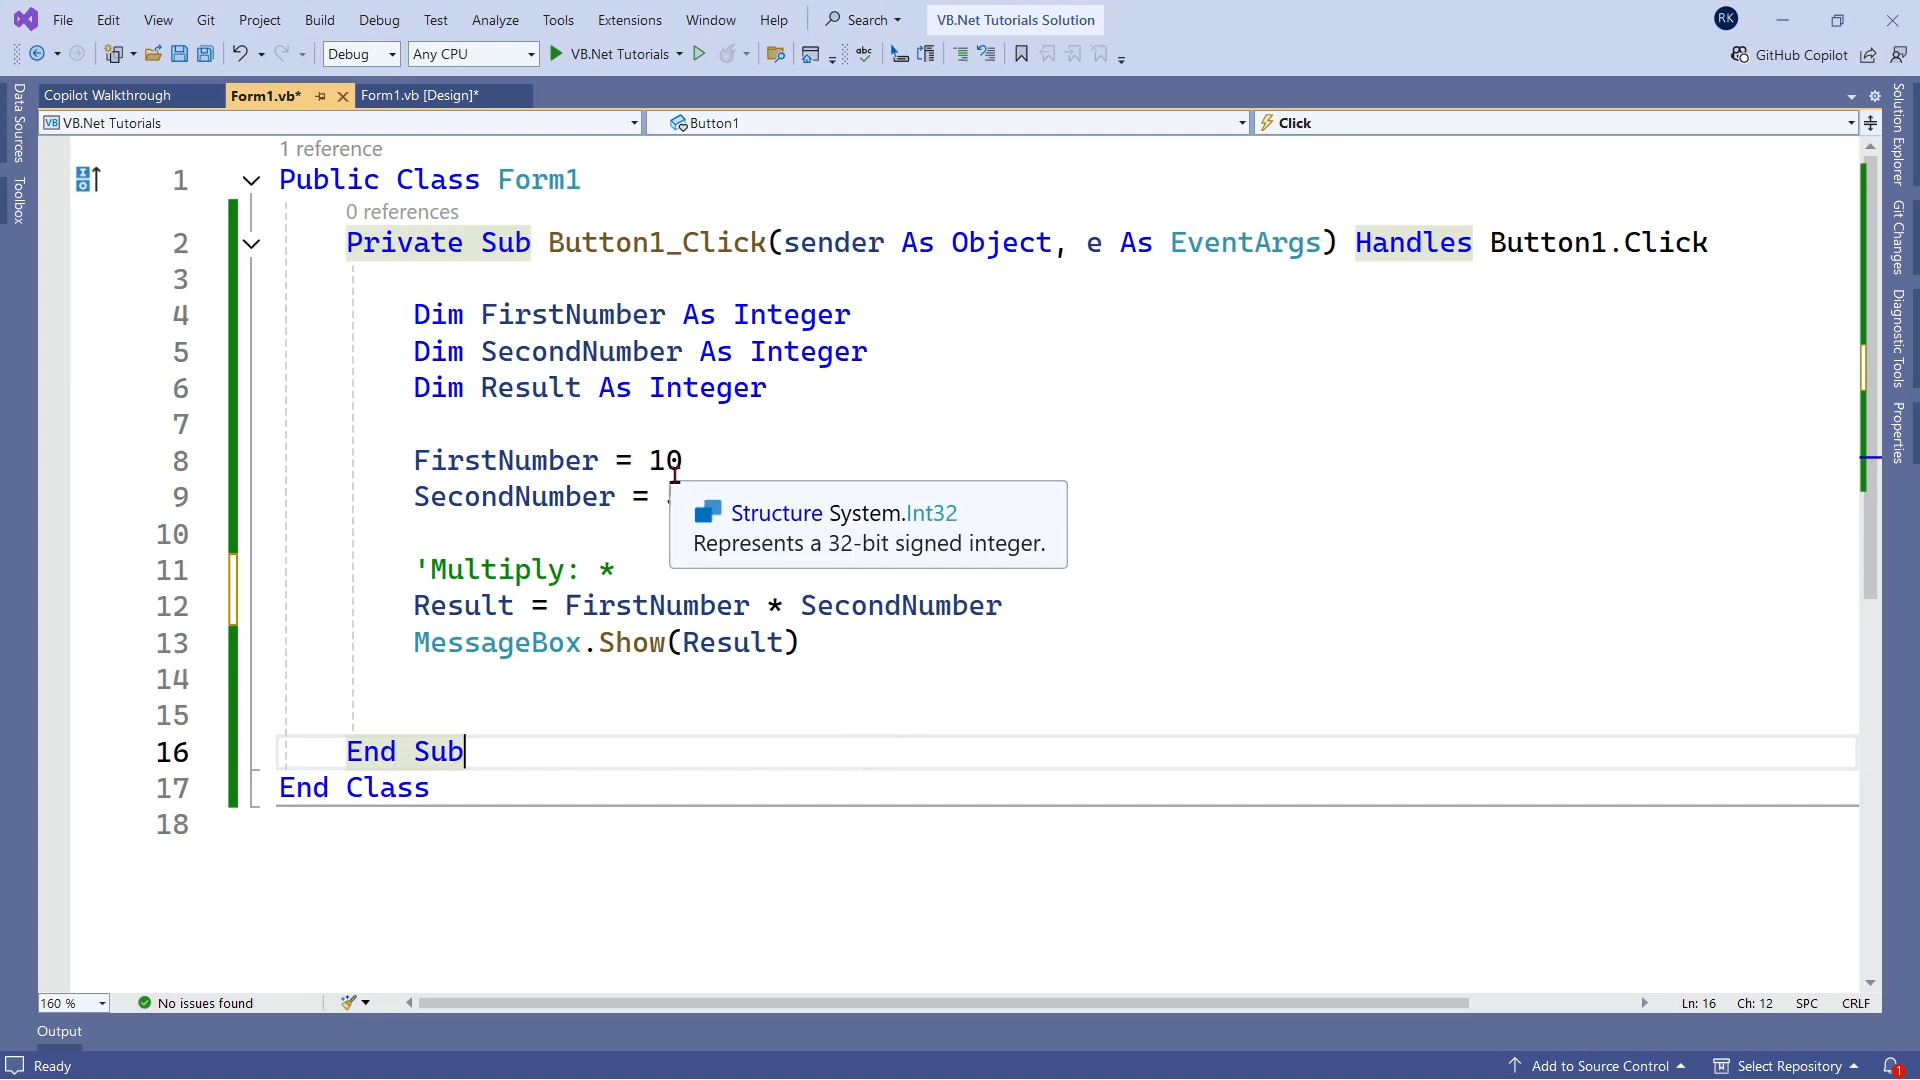 File Edit View Git Project Build Debug Test Analyze Tools Extensions Window Help Search VB.Net Tutorials Solution RK
Debug Any CPU VB.Net Tutorials abc GitHub Copilot
Copilot Walkthrough Form1.vb* Form1.vb [Design]*
VB VB.Net Tutorials Button1 Click
Data Sources
Toolbox
Solution Explorer
Git Changes
Diagnostic Tools
Properties
1 reference
1 Public Class Form1
0 references
2 Private Sub Button1_Click(sender As Object, e As EventArgs) Handles Button1.Click
3
4 Dim FirstNumber As Integer
5 Dim SecondNumber As Integer
6 Dim Result As Integer
7
8 FirstNumber = 10
9 SecondNumber =
Structure System.Int32
Represents a 32-bit signed integer.
10
11 'Multiply: *
12 Result = FirstNumber * SecondNumber
13 MessageBox.Show(Result)
14
15
16 End Sub
17 End Class
18
160 % No issues found Ln: 16 Ch: 12 SPC CRLF
Output
Ready Add to Source Control Select Repository 1